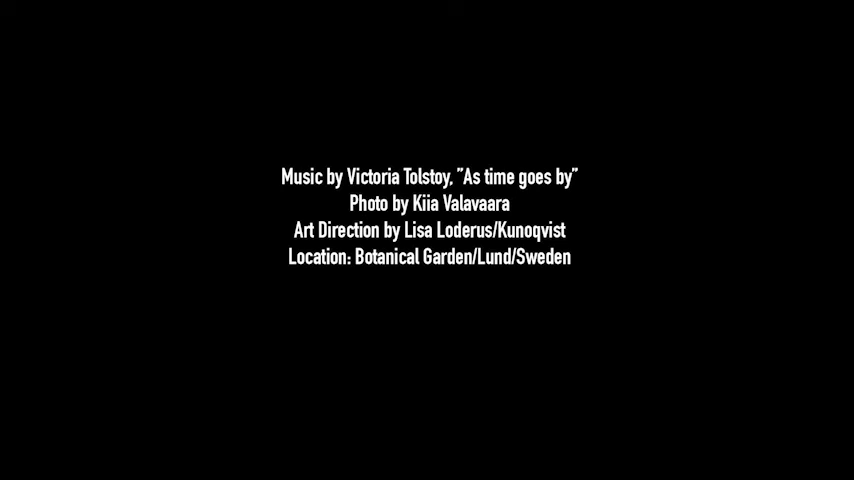 Music by Victoria Tolstoy, ”As time goes by”
Photo by Kiia Valavaara
Art Direction by Lisa Loderus/Kunoqvist
Location: Botanical Garden/Lund/Sweden